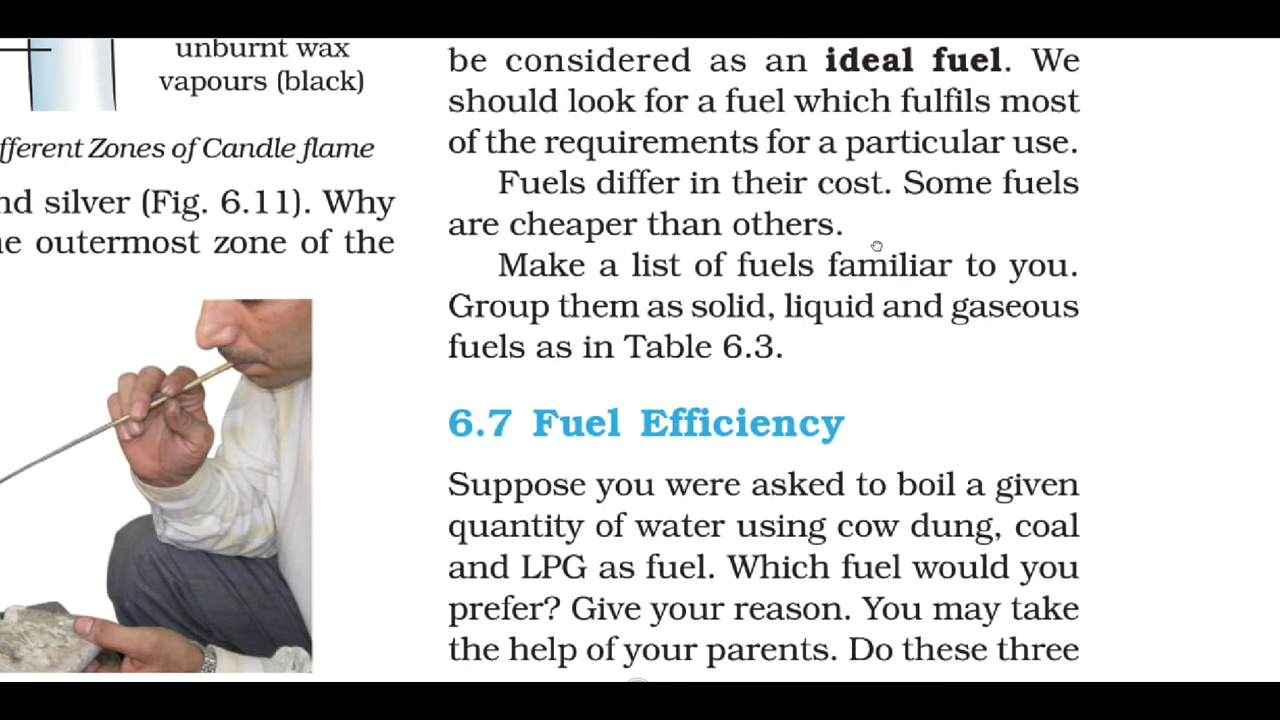 unburnt wax
vapours (black)
fferent Zones of Candle flame
nd silver (Fig. 6.11). Why
e outermost zone of the
be considered as an ideal fuel. We
should look for a fuel which fulfils most
of the requirements for a particular use.
Fuels differ in their cost. Some fuels
are cheaper than others.
Make a list of fuels familiar to you.
Group them as solid, liquid and gaseous
fuels as in Table 6.3.
6.7 Fuel Efficiency
Suppose you were asked to boil a given
quantity of water using cow dung, coal
and LPG as fuel. Which fuel would you
prefer? Give your reason. You may take
the help of your parents. Do these three